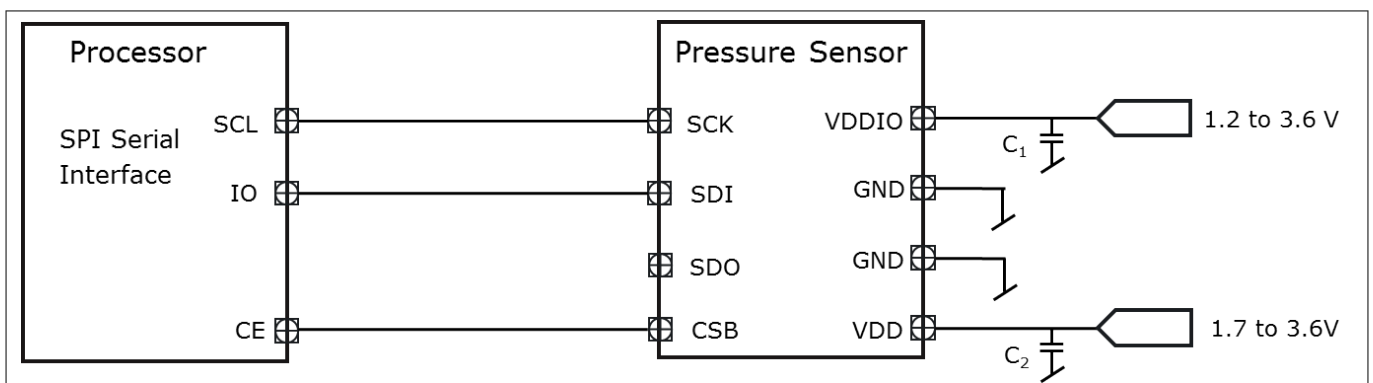 Processor
SPI Serial
Interface
SCL
IO
CE
Pressure Sensor
SCK
SDI
SDO
CSB
VDDIO
GND
GND
VDD
C₁
1.2 to 3.6 V
C₂
1.7 to 3.6V